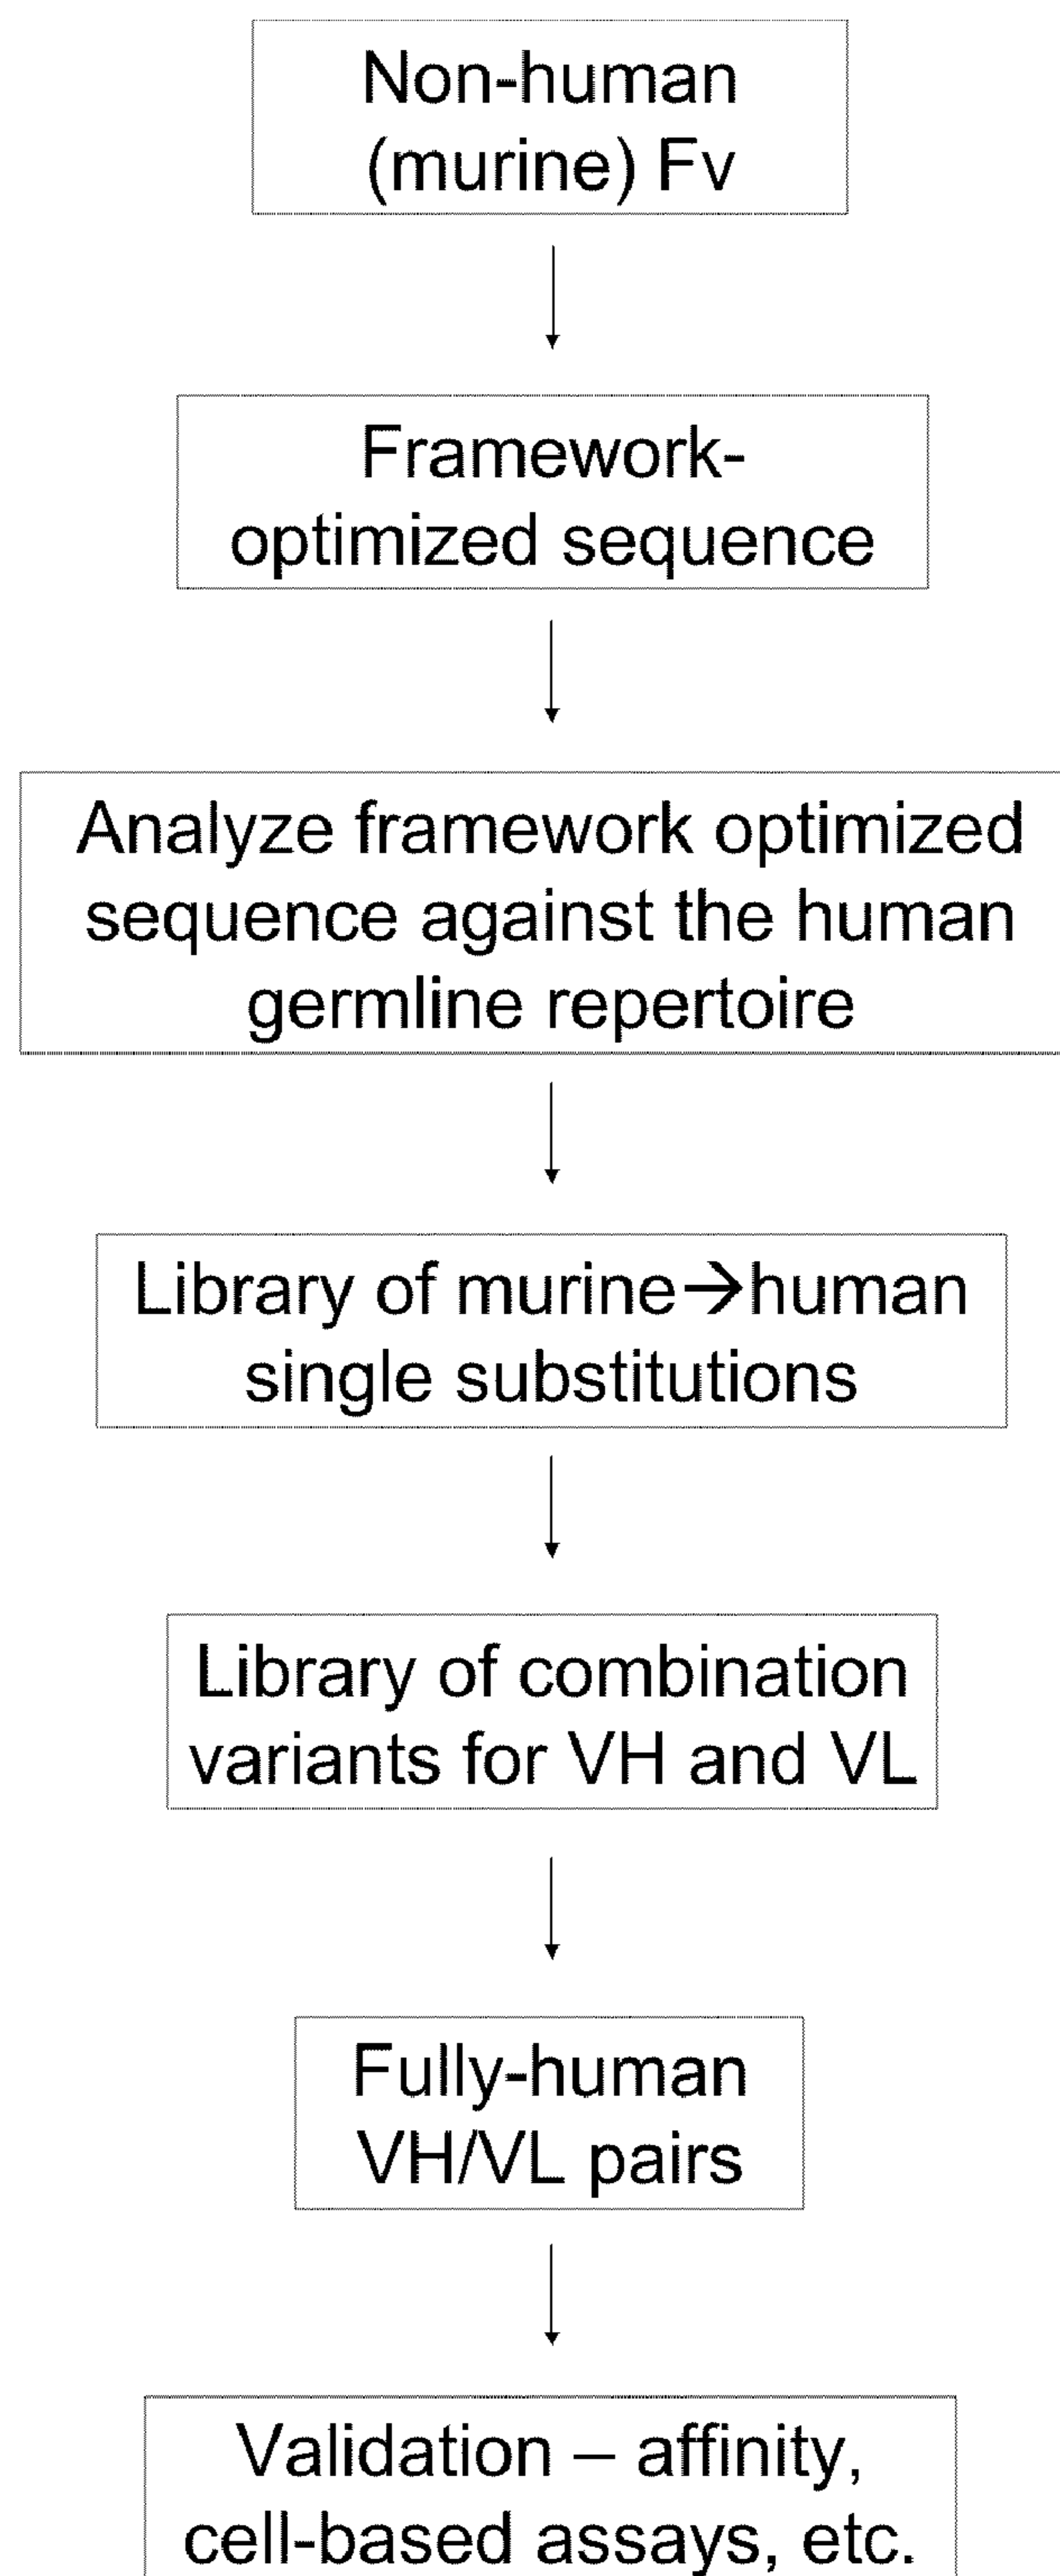 Non-human
(murine) Fv
Framework-
optimized sequence
Analyze framework optimized
sequence against the human
germline repertoire
Library of murine→human
single substitutions
Library of combination
variants for VH and VL
Fully-human
VH/VL pairs
Validation – affinity,
cell-based assays, etc.